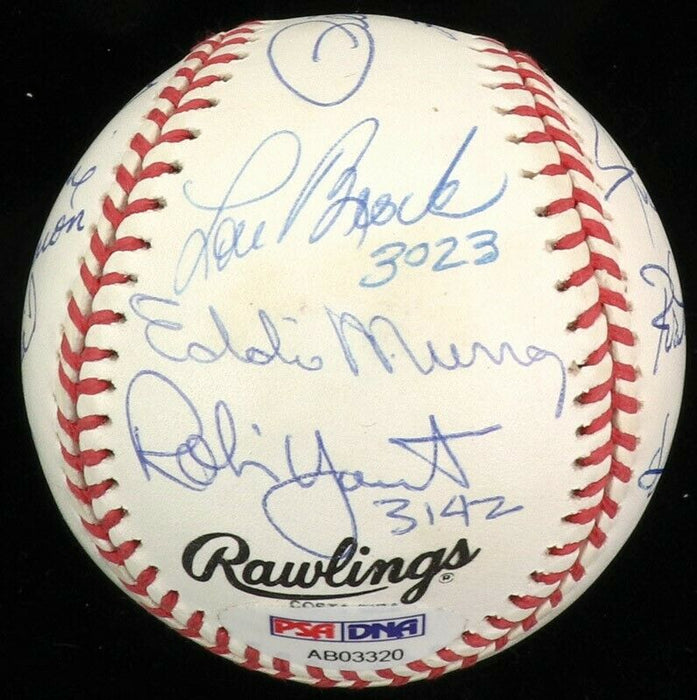 Lou Brock
3023
Eddie Murray
Robin Yount
3142
Rawlings®
PSA DNA
AB03320